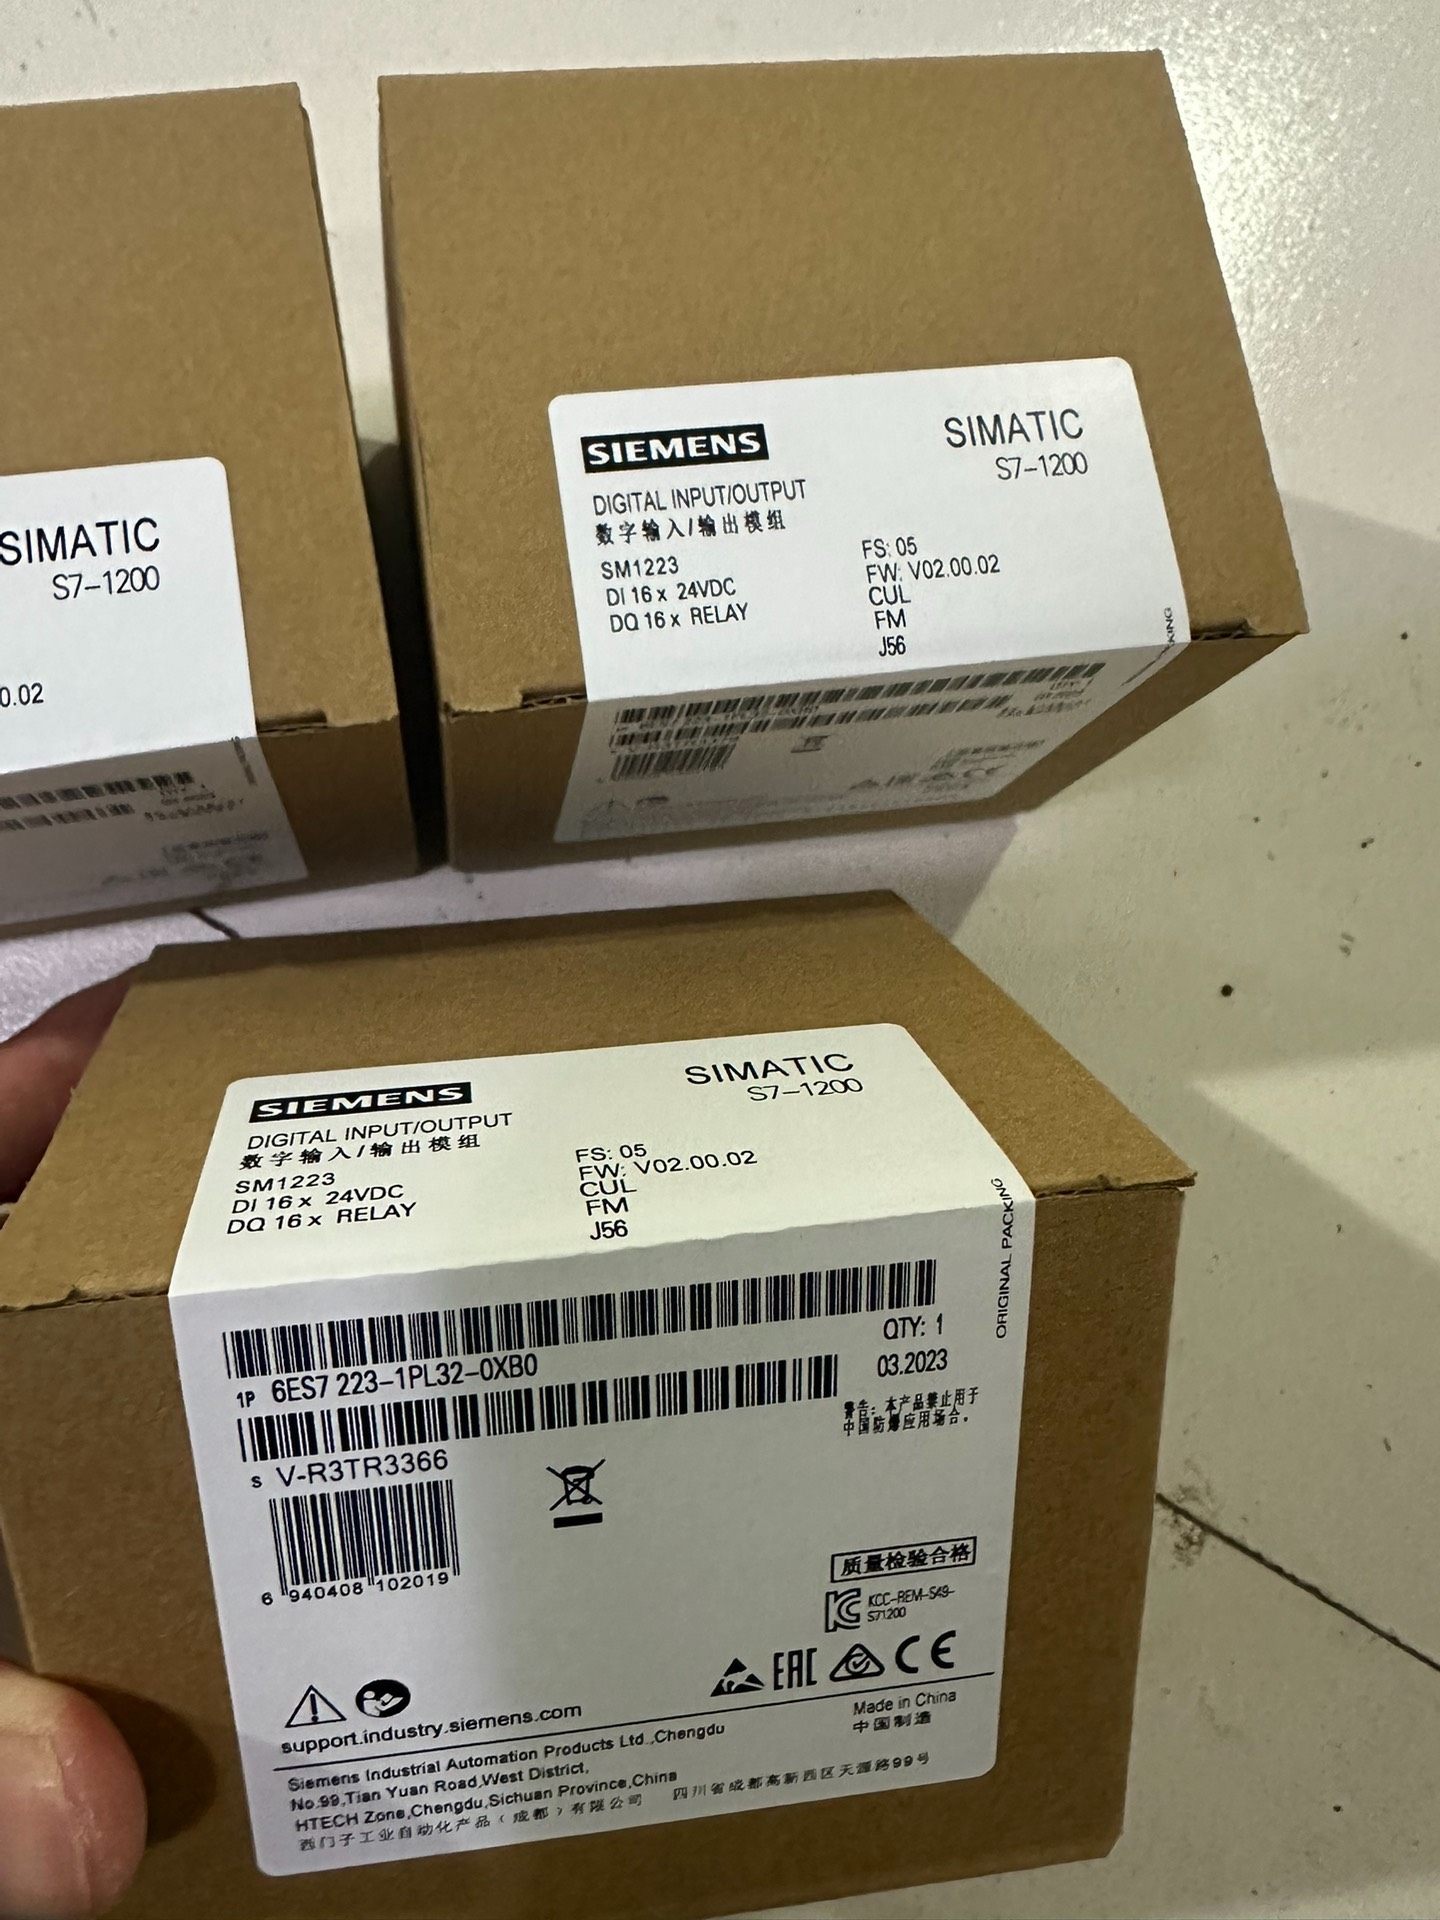 SIMATIC
S7-1200
0.02
SIEMENS
SIMATIC
S7-1200
DIGITAL INPUT/OUTPUT
数字输入/输出模组
SM1223
DI 16 x 24VDC
DQ 16 x RELAY
FS: 05
FW: V02.00.02
CUL
FM
J56
KING
SIEMENS
SIMATIC
S7-1200
DIGITAL INPUT/OUTPUT
数字输入/输出模组
SM1223
DI 16 x 24VDC
DQ 16 x RELAY
FS: 05
FW: V02.00.02
CUL
FM
J56
ORIGINAL PACKING
QTY: 1
1P 6ES7 223-1PL32-0XB0
03.2023
警告: 本产品禁止用于
中国防爆应用场合。
S V-R3TR3366
6 940408 102019
质量检验合格
KCC-REM-S49-
S71200
EAC CE
support.industry.siemens.com
Made in China
中国制造
Siemens Industrial Automation Products Ltd.,Chengdu
No.99,Tian Yuan Road,West District,
HTECH Zone,Chengdu,Sichuan Province,China
四川省成都高新西区天源路99号
西门子工业自动化产品(成都)有限公司